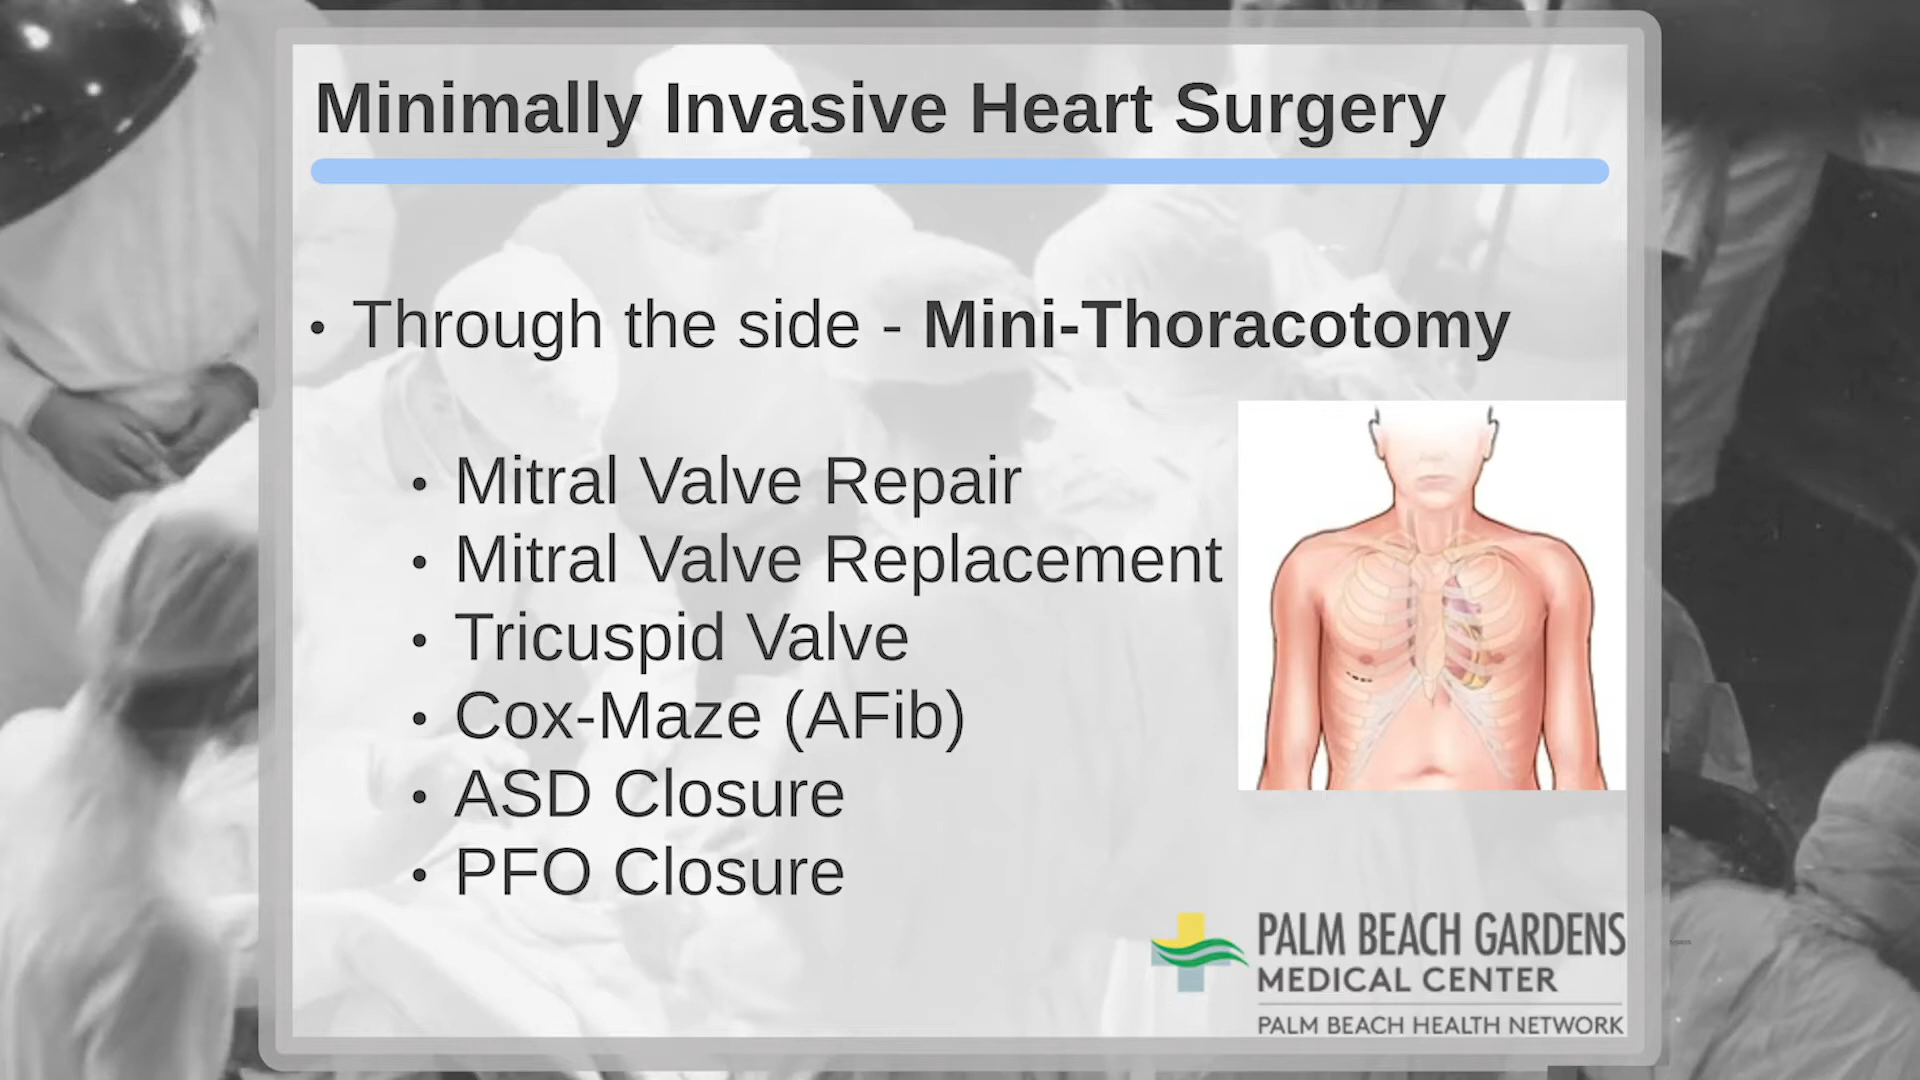 Minimally Invasive Heart Surgery
• Through the side - Mini-Thoracotomy
• Mitral Valve Repair
• Mitral Valve Replacement
• Tricuspid Valve
• Cox-Maze (AFib)
• ASD Closure
• PFO Closure
PALM BEACH GARDENS
MEDICAL CENTER
PALM BEACH HEALTH NETWORK